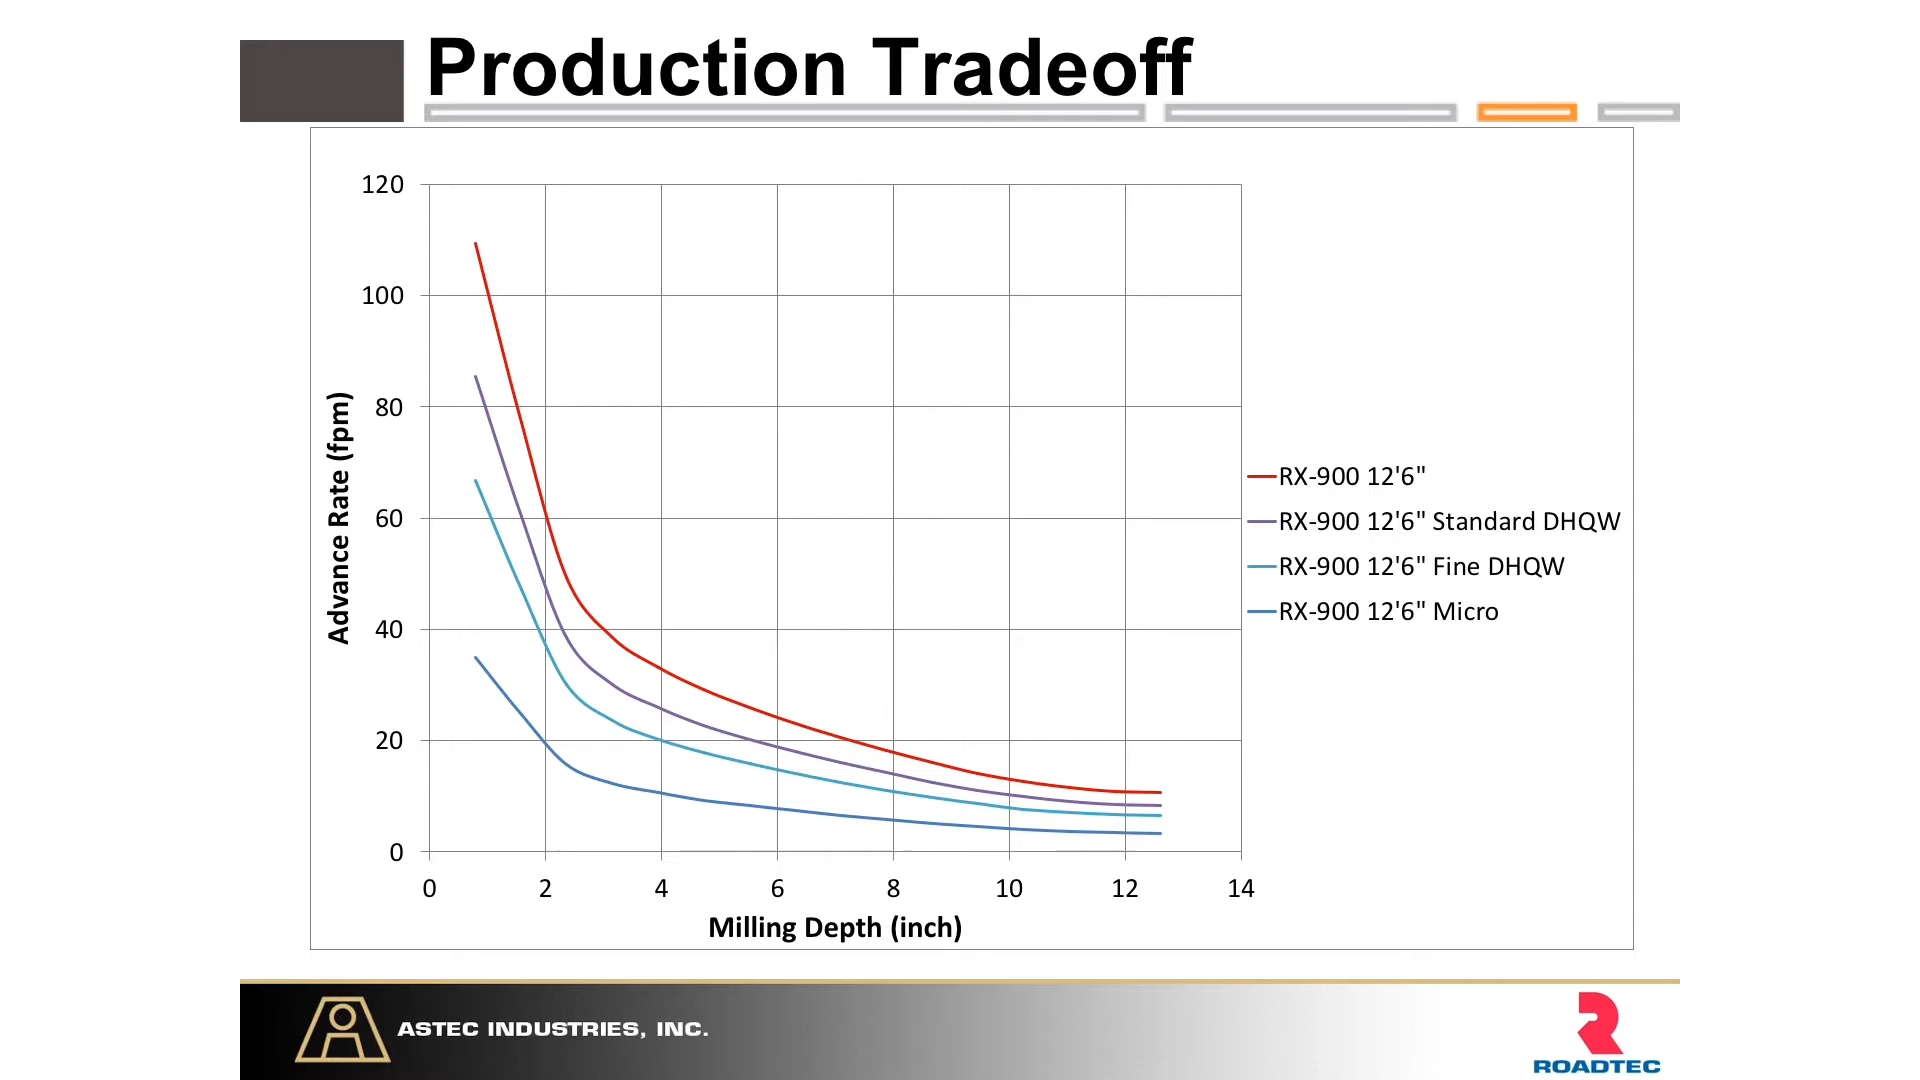 Production Tradeoff
120
100
80
60
40
20
0
Advance Rate (fpm)
0 2 4 6 8 10 12 14
Milling Depth (inch)
RX-900 12'6"
RX-900 12'6" Standard DHQW
RX-900 12'6" Fine DHQW
RX-900 12'6" Micro
ASTEC INDUSTRIES, INC.
ROADTEC